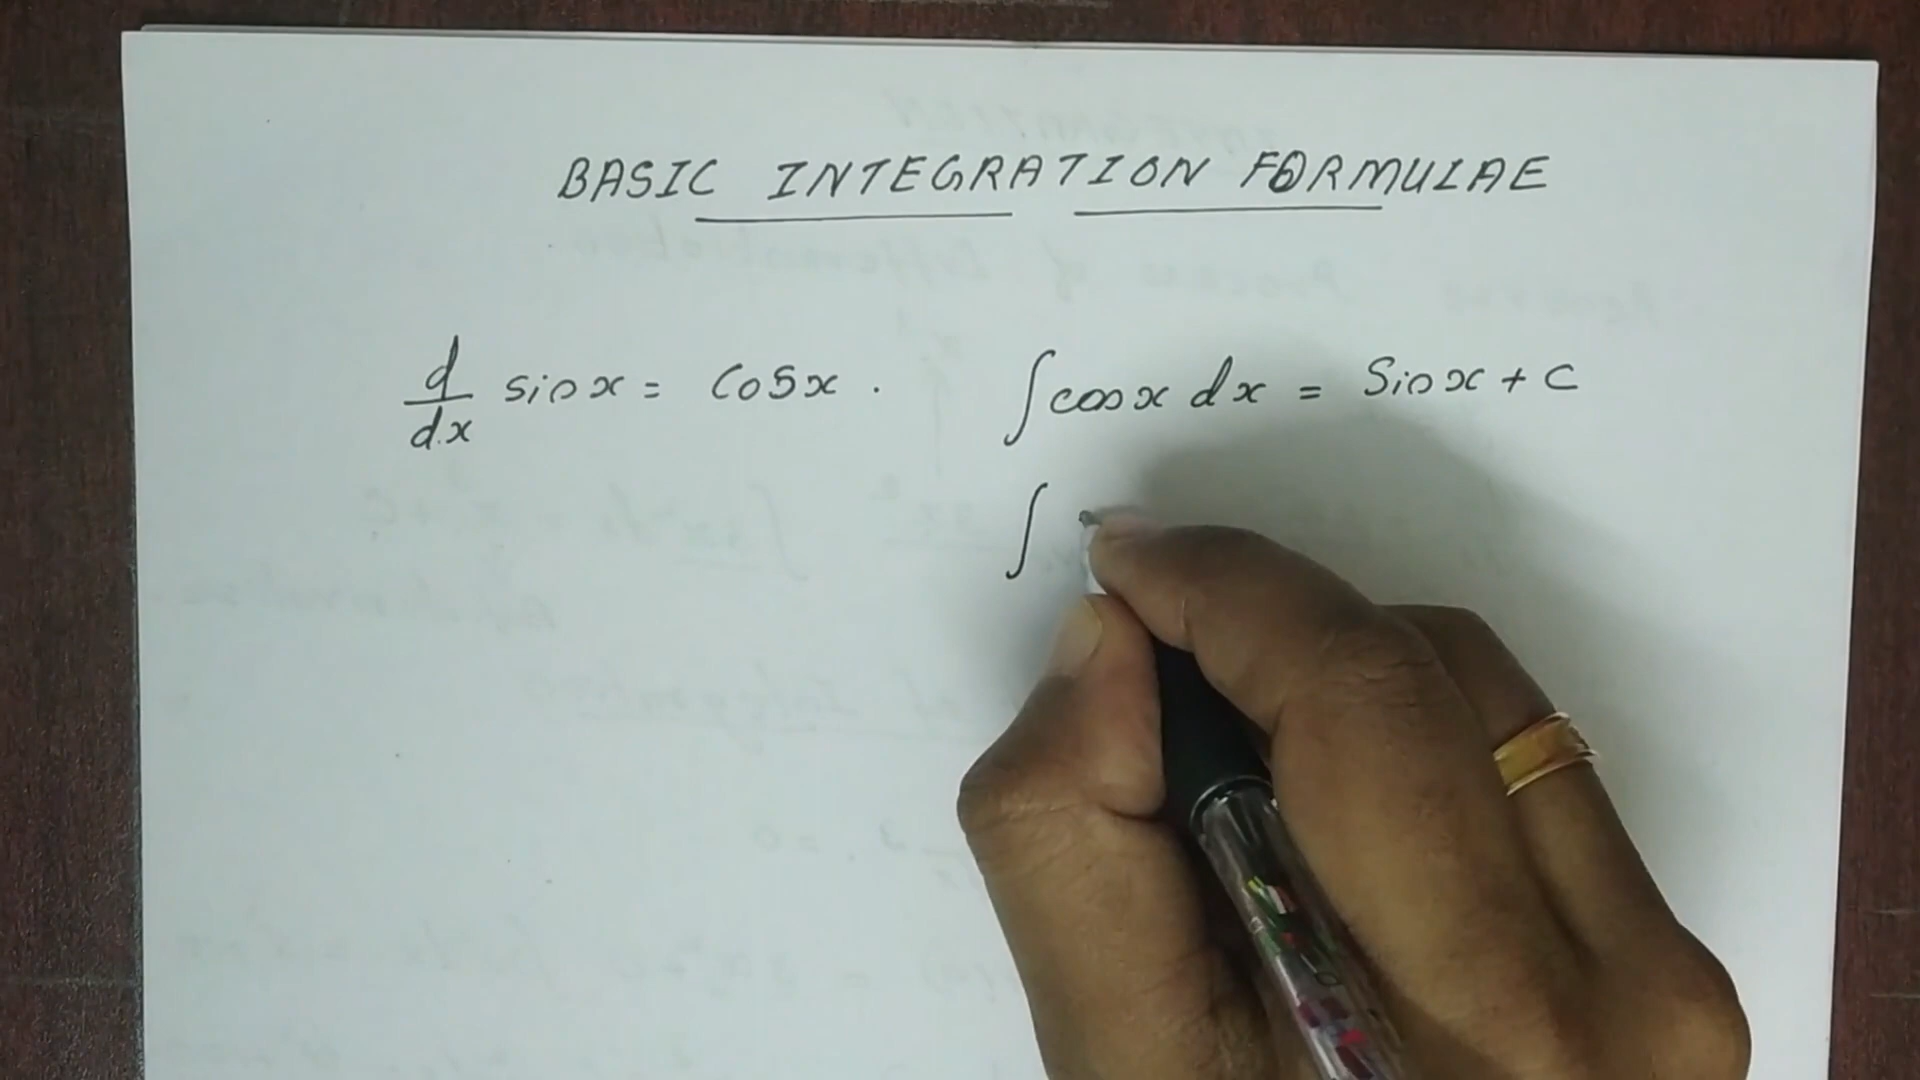 BASIC INTEGRATION FORMULAE
d/dx sin x = cos x . ∫ cos x dx = Sin x + C
∫